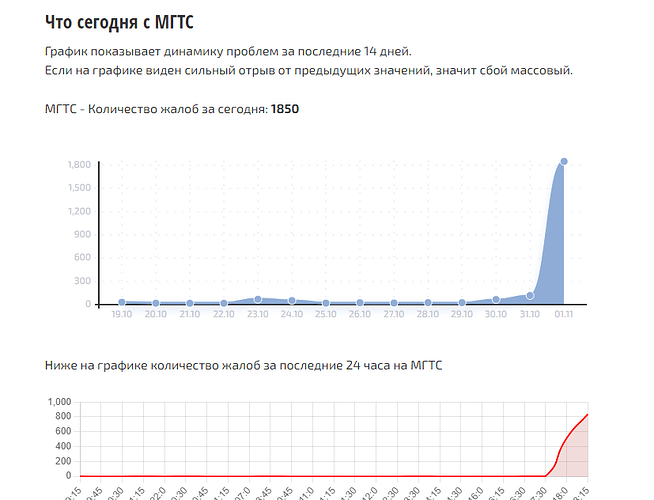 Что сегодня с МГТС
График показывает динамику проблем за последние 14 дней.
Если на графике виден сильный отрыв от предыдущих значений, значит сбой массовый.
МГТС - Количество жалоб за сегодня: 1850
1,800
1,500
1,200
900
600
300
0
19.10 20.10 21.10 22.10 23.10 24.10 25.10 26.10 27.10 28.10 29.10 30.10 31.10 01.11
Ниже на графике количество жалоб за последние 24 часа на МГТС
1,000
800
600
400
200
0